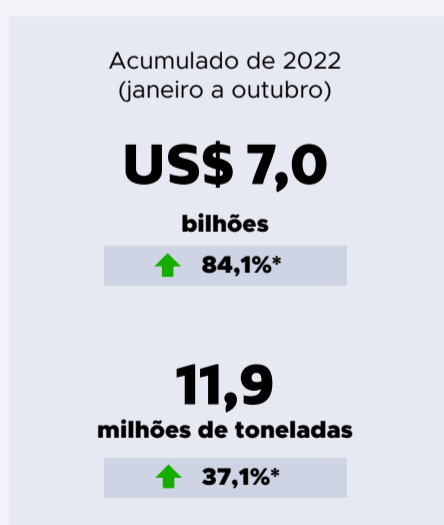 Acumulado de 2022
(janeiro a outubro)
US$ 7,0
bilhões
84,1%*
11,9
milhões de toneladas
37,1%*